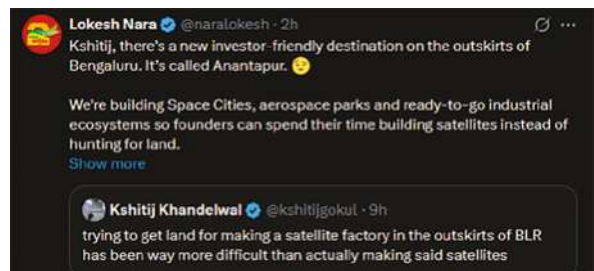 Lokesh Nara @naralokesh · 2h
Kshitij, there's a new investor-friendly destination on the outskirts of
Bengaluru. It's called Anantapur. 😏
We're building Space Cities, aerospace parks and ready-to-go industrial
ecosystems so founders can spend their time building satellites instead of
hunting for land.
Show more
Kshitij Khandelwal @kshitijgokul · 9h
trying to get land for making a satellite factory in the outskirts of BLR
has been way more difficult than actually making said satellites